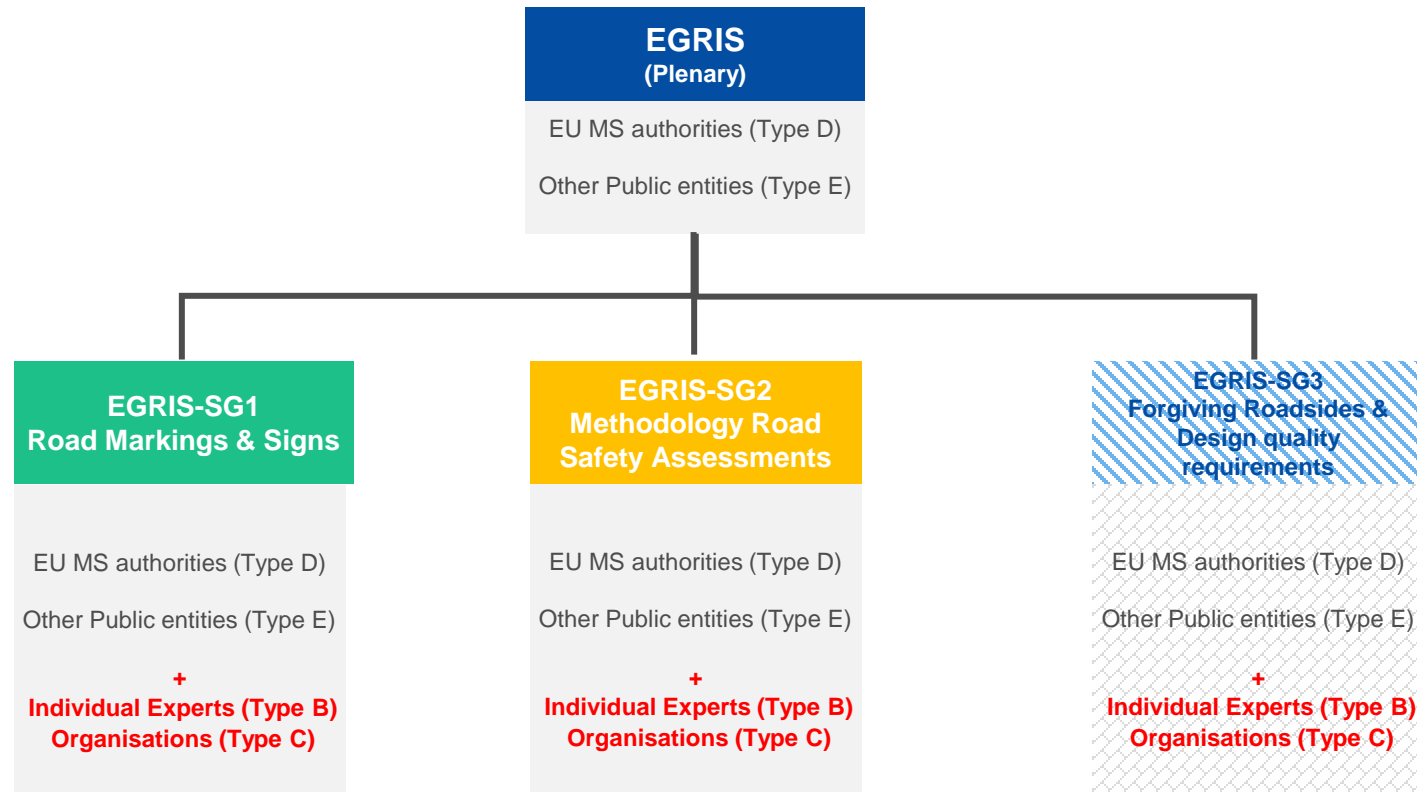 EGRIS
(Plenary)
EU MS authorities (Type D)
Other Public entities (Type E)
EGRIS-SG1
Road Markings & Signs
EU MS authorities (Type D)
Other Public entities (Type E)
+
Individual Experts (Type B)
Organisations (Type C)
EGRIS-SG2
Methodology Road
Safety Assessments
EU MS authorities (Type D)
Other Public entities (Type E)
+
Individual Experts (Type B)
Organisations (Type C)
EGRIS-SG3
Forgiving Roadsides &
Design quality
requirements
EU MS authorities (Type D)
Other Public entities (Type E)
+
Individual Experts (Type B)
Organisations (Type C)